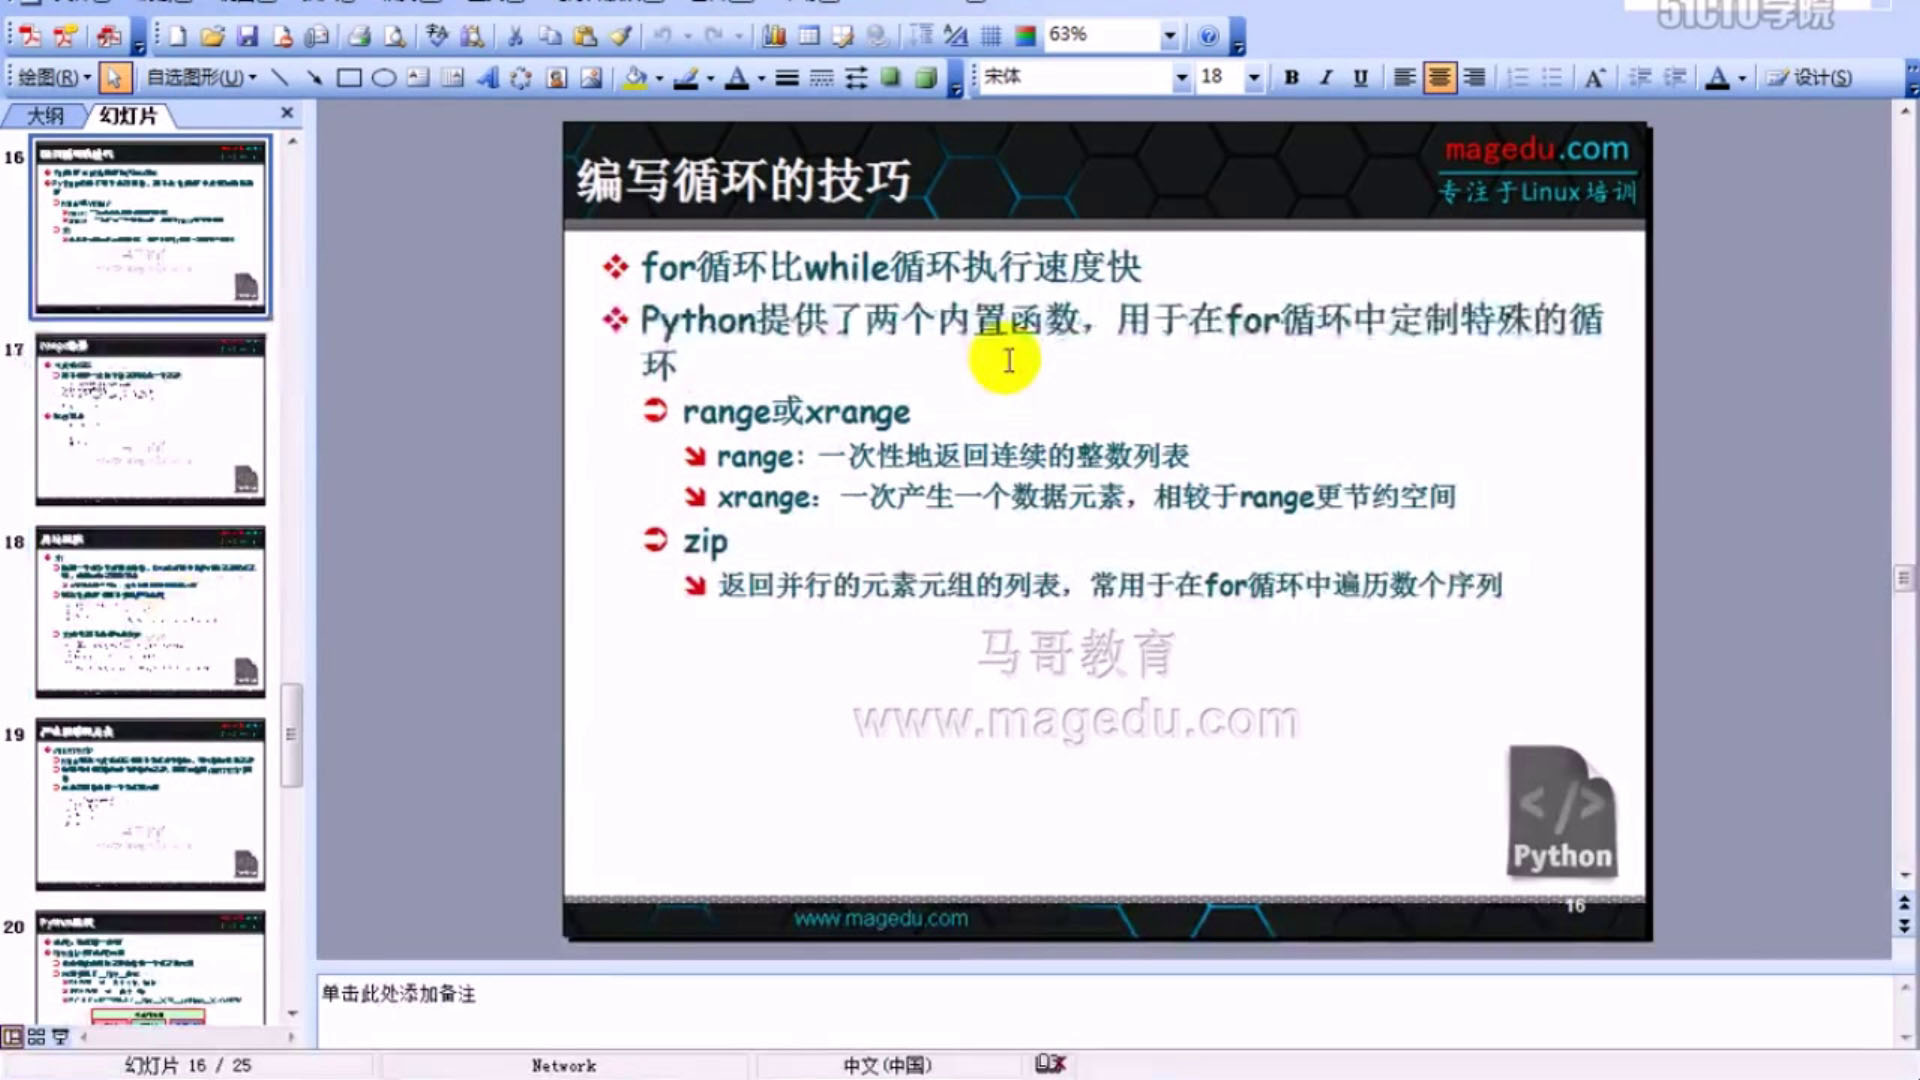 51CTO学院
63%
绘图(R)
自选图形(U)
宋体
18
B I U
设计(S)
大纲
幻灯片
16
17
18
19
20
编写循环的技巧
magedu.com
专注于Linux培训
for循环比while循环执行速度快
Python提供了两个内置函数，用于在for循环中定制特殊的循
环
range或xrange
range：一次性地返回连续的整数列表
xrange：一次产生一个数据元素，相较于range更节约空间
zip
返回并行的元素元组的列表，常用于在for循环中遍历数个序列
马哥教育
www.magedu.com
</>
Python
www.magedu.com
16
单击此处添加备注
幻灯片 16 / 25
Network
中文(中国)